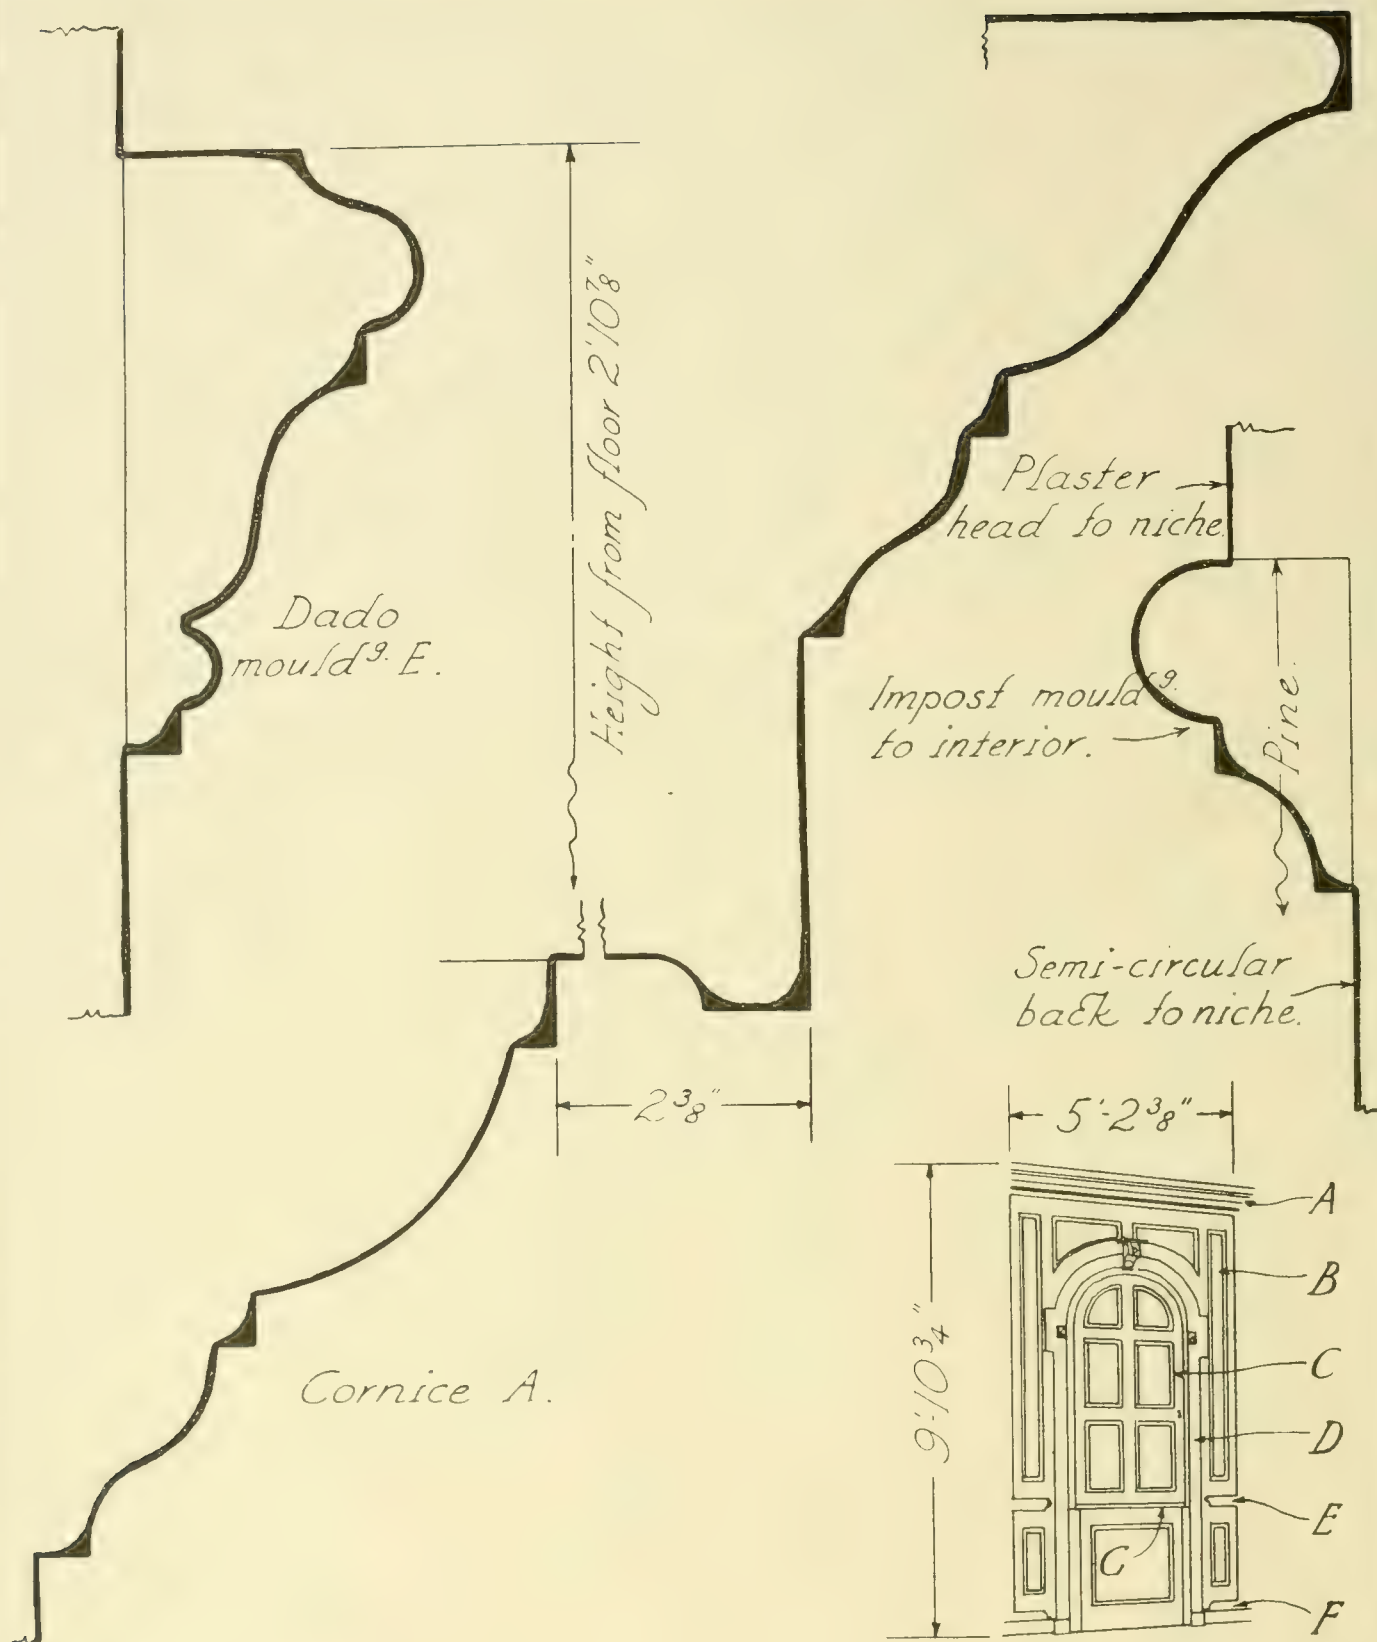 Height from floor 2'10⅞"
Dado
mould^g. E.
Plaster
head to niche.
Impost mould^g.
to interior.
Pine.
Semi-circular
back to niche.
2⅜"
5'-2⅜"
Cornice A.
9'-10¾"
A
B
C
D
E
C
F